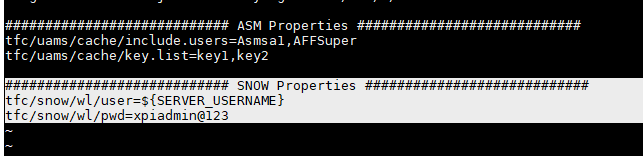 ############################ ASM Properties ############################
tfc/uams/cache/include.users=Asmsa1,AFFSuper
tfc/uams/cache/key.list=key1,key2
############################ SNOW Properties ############################
tfc/snow/wl/user=${SERVER_USERNAME}
tfc/snow/wl/pwd=xpiadmin@123
~
~